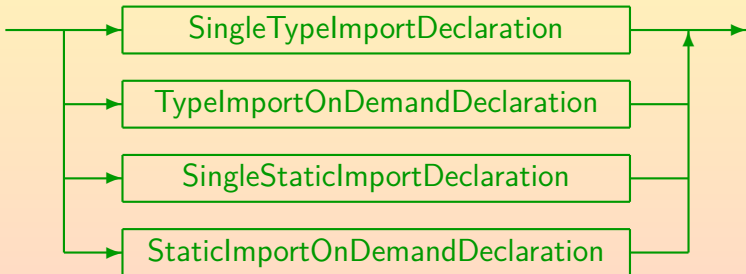 SingleTypeImportDeclaration
TypeImportOnDemandDeclaration
SingleStaticImportDeclaration
StaticImportOnDemandDeclaration